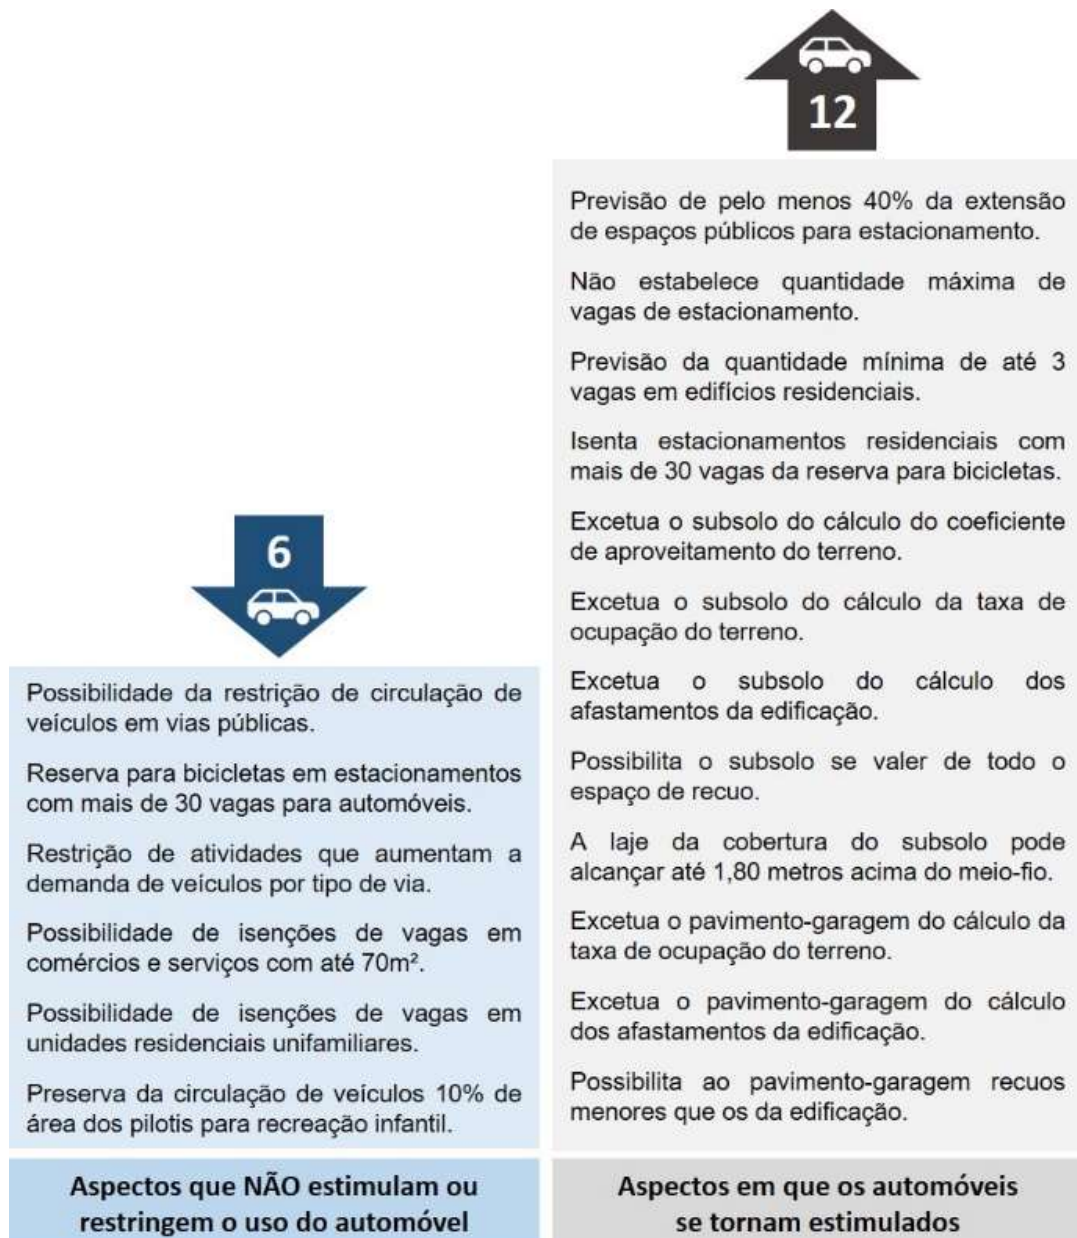 6
Possibilidade da restrição de circulação de
veículos em vias públicas.
Reserva para bicicletas em estacionamentos
com mais de 30 vagas para automóveis.
Restrição de atividades que aumentam a
demanda de veículos por tipo de via.
Possibilidade de isenções de vagas em
comércios e serviços com até 70m².
Possibilidade de isenções de vagas em
unidades residenciais unifamiliares.
Preserva da circulação de veículos 10% de
área dos pilotis para recreação infantil.
Aspectos que NÃO estimulam ou
restringem o uso do automóvel
12
Previsão de pelo menos 40% da extensão
de espaços públicos para estacionamento.
Não estabelece quantidade máxima de
vagas de estacionamento.
Previsão da quantidade mínima de até 3
vagas em edifícios residenciais.
Isenta estacionamentos residenciais com
mais de 30 vagas da reserva para bicicletas.
Excetua o subsolo do cálculo do coeficiente
de aproveitamento do terreno.
Excetua o subsolo do cálculo da taxa de
ocupação do terreno.
Excetua o subsolo do cálculo dos
afastamentos da edificação.
Possibilita o subsolo se valer de todo o
espaço de recuo.
A laje da cobertura do subsolo pode
alcançar até 1,80 metros acima do meio-fio.
Excetua o pavimento-garagem do cálculo da
taxa de ocupação do terreno.
Excetua o pavimento-garagem do cálculo
dos afastamentos da edificação.
Possibilita ao pavimento-garagem recuos
menores que os da edificação.
Aspectos em que os automóveis
se tornam estimulados